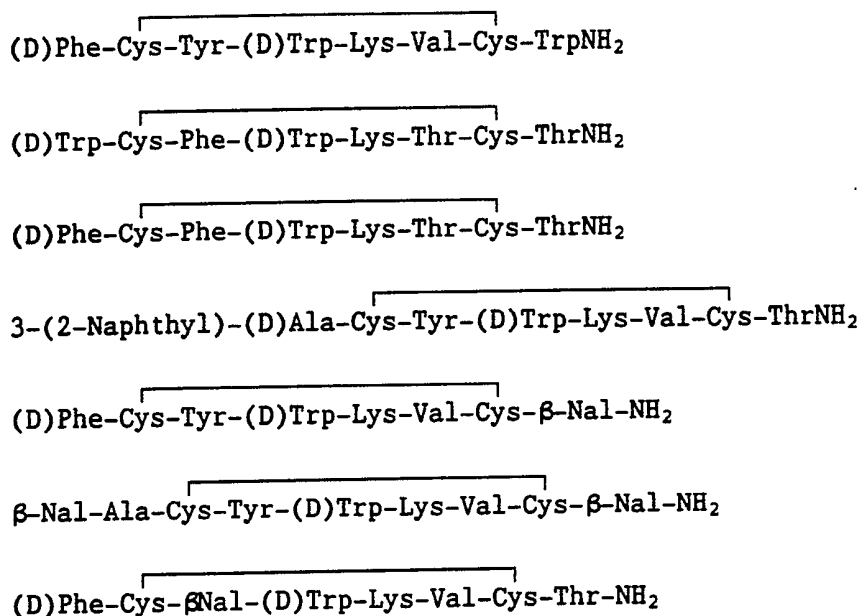 (D)Phe-Cys-Tyr-(D)Trp-Lys-Val-Cys-TrpNH₂
(D)Trp-Cys-Phe-(D)Trp-Lys-Thr-Cys-ThrNH₂
(D)Phe-Cys-Phe-(D)Trp-Lys-Thr-Cys-ThrNH₂
3-(2-Naphthyl)-(D)Ala-Cys-Tyr-(D)Trp-Lys-Val-Cys-ThrNH₂
(D)Phe-Cys-Tyr-(D)Trp-Lys-Val-Cys-β-Nal-NH₂
β-Nal-Ala-Cys-Tyr-(D)Trp-Lys-Val-Cys-β-Nal-NH₂
(D)Phe-Cys-βNal-(D)Trp-Lys-Val-Cys-Thr-NH₂